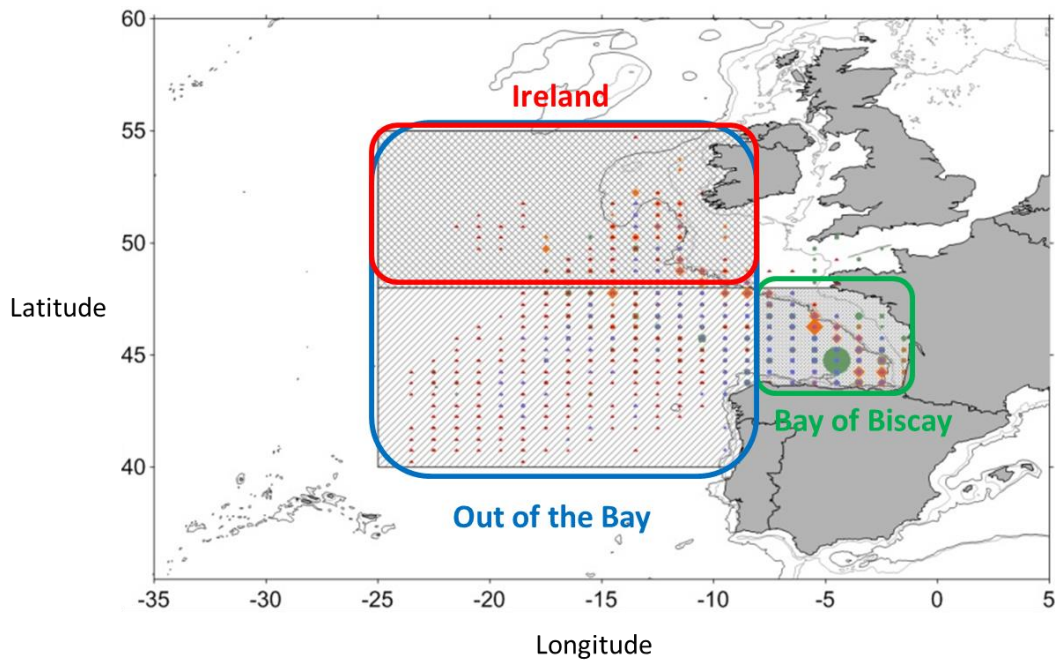 60
Ireland
55
50
Latitude
45
Bay of Biscay
40
Out of the Bay
-35 -30 -25 -20 -15 -10 -5 0 5
Longitude